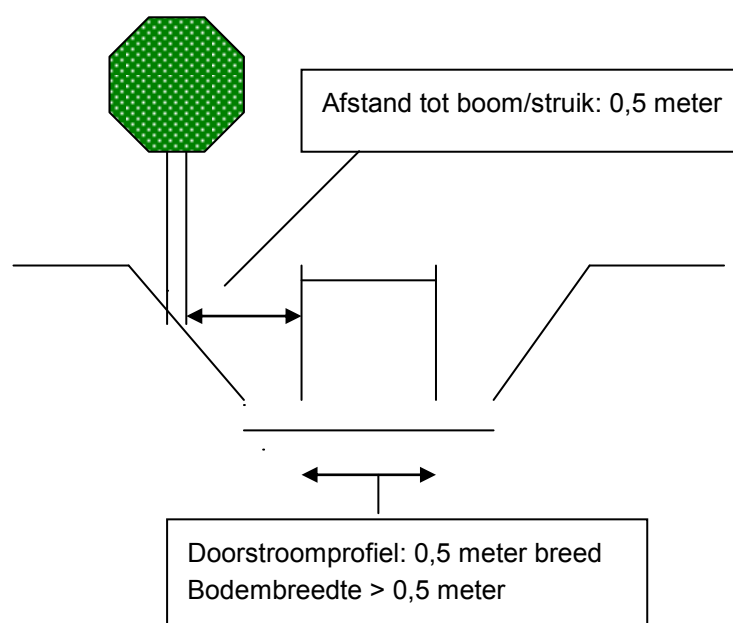 Afstand tot boom/struik: 0,5 meter
Doorstroomprofiel: 0,5 meter breed
Bodembreedte > 0,5 meter